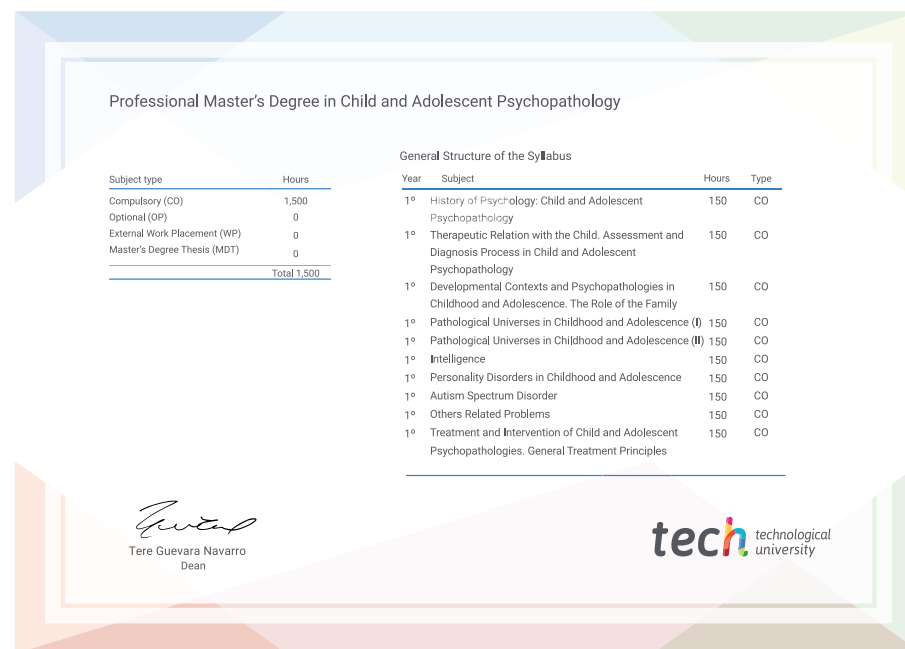 Professional Master's Degree in Child and Adolescent Psychopathology
Subject type Hours
Compulsory (CO) 1,500
Optional (OP) 0
External Work Placement (WP) 0
Master's Degree Thesis (MDT) 0
Total 1,500
General Structure of the Syllabus
Year Subject Hours Type
1º History of Psychology: Child and Adolescent 150 CO
Psychopathology
1º Therapeutic Relation with the Child. Assessment and 150 CO
Diagnosis Process in Child and Adolescent
Psychopathology
1º Developmental Contexts and Psychopathologies in 150 CO
Childhood and Adolescence. The Role of the Family
1º Pathological Universes in Childhood and Adolescence (I) 150 CO
1º Pathological Universes in Childhood and Adolescence (II) 150 CO
1º Intelligence 150 CO
1º Personality Disorders in Childhood and Adolescence 150 CO
1º Autism Spectrum Disorder 150 CO
1º Others Related Problems 150 CO
1º Treatment and Intervention of Child and Adolescent 150 CO
Psychopathologies. General Treatment Principles
Tere Guevara Navarro
Dean
tech technological
university